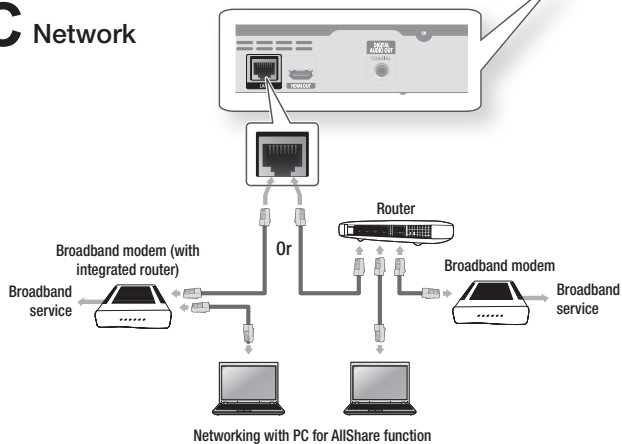 C Network
DIGITAL
AUDIO OUT
COAXIAL
LAN
HDMI OUT
Router
Or
Broadband modem (with
integrated router)
Broadband
service
Broadband modem
Broadband
service
Networking with PC for AllShare function